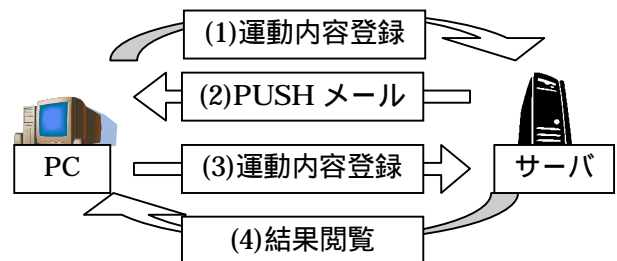 (1)運動内容登録
(2)PUSH メール
PC
(3)運動内容登録
サーバ
(4)結果閲覧